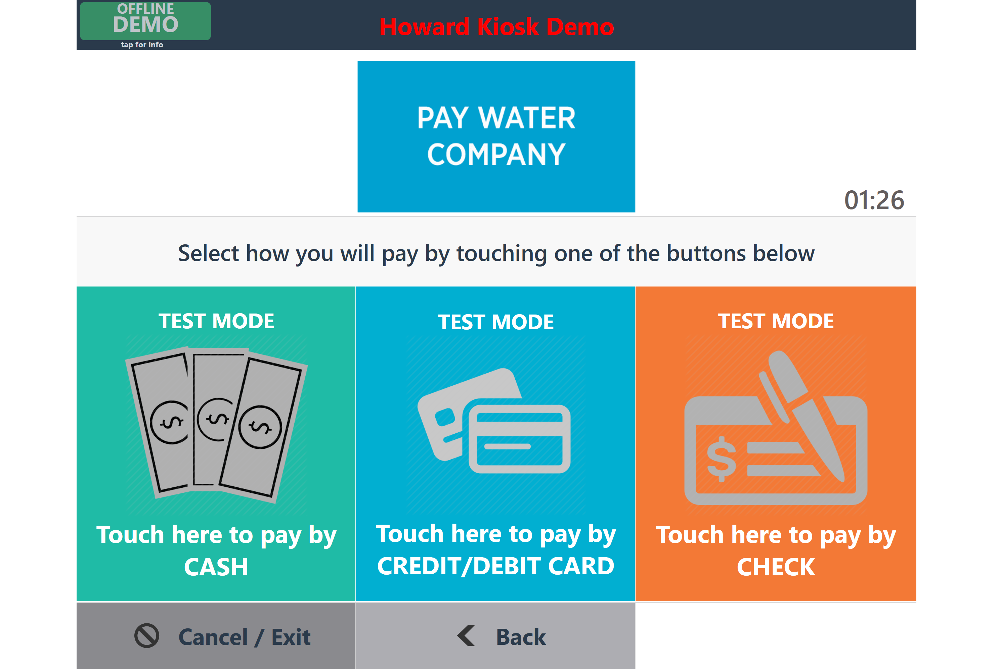 OFFLINE
DEMO
tap for info
Howard Kiosk Demo
PAY WATER
COMPANY
01:26
Select how you will pay by touching one of the buttons below
TEST MODE
$ $ $
Touch here to pay by
CASH
TEST MODE
Touch here to pay by
CREDIT/DEBIT CARD
TEST MODE
$
Touch here to pay by
CHECK
Cancel / Exit
Back